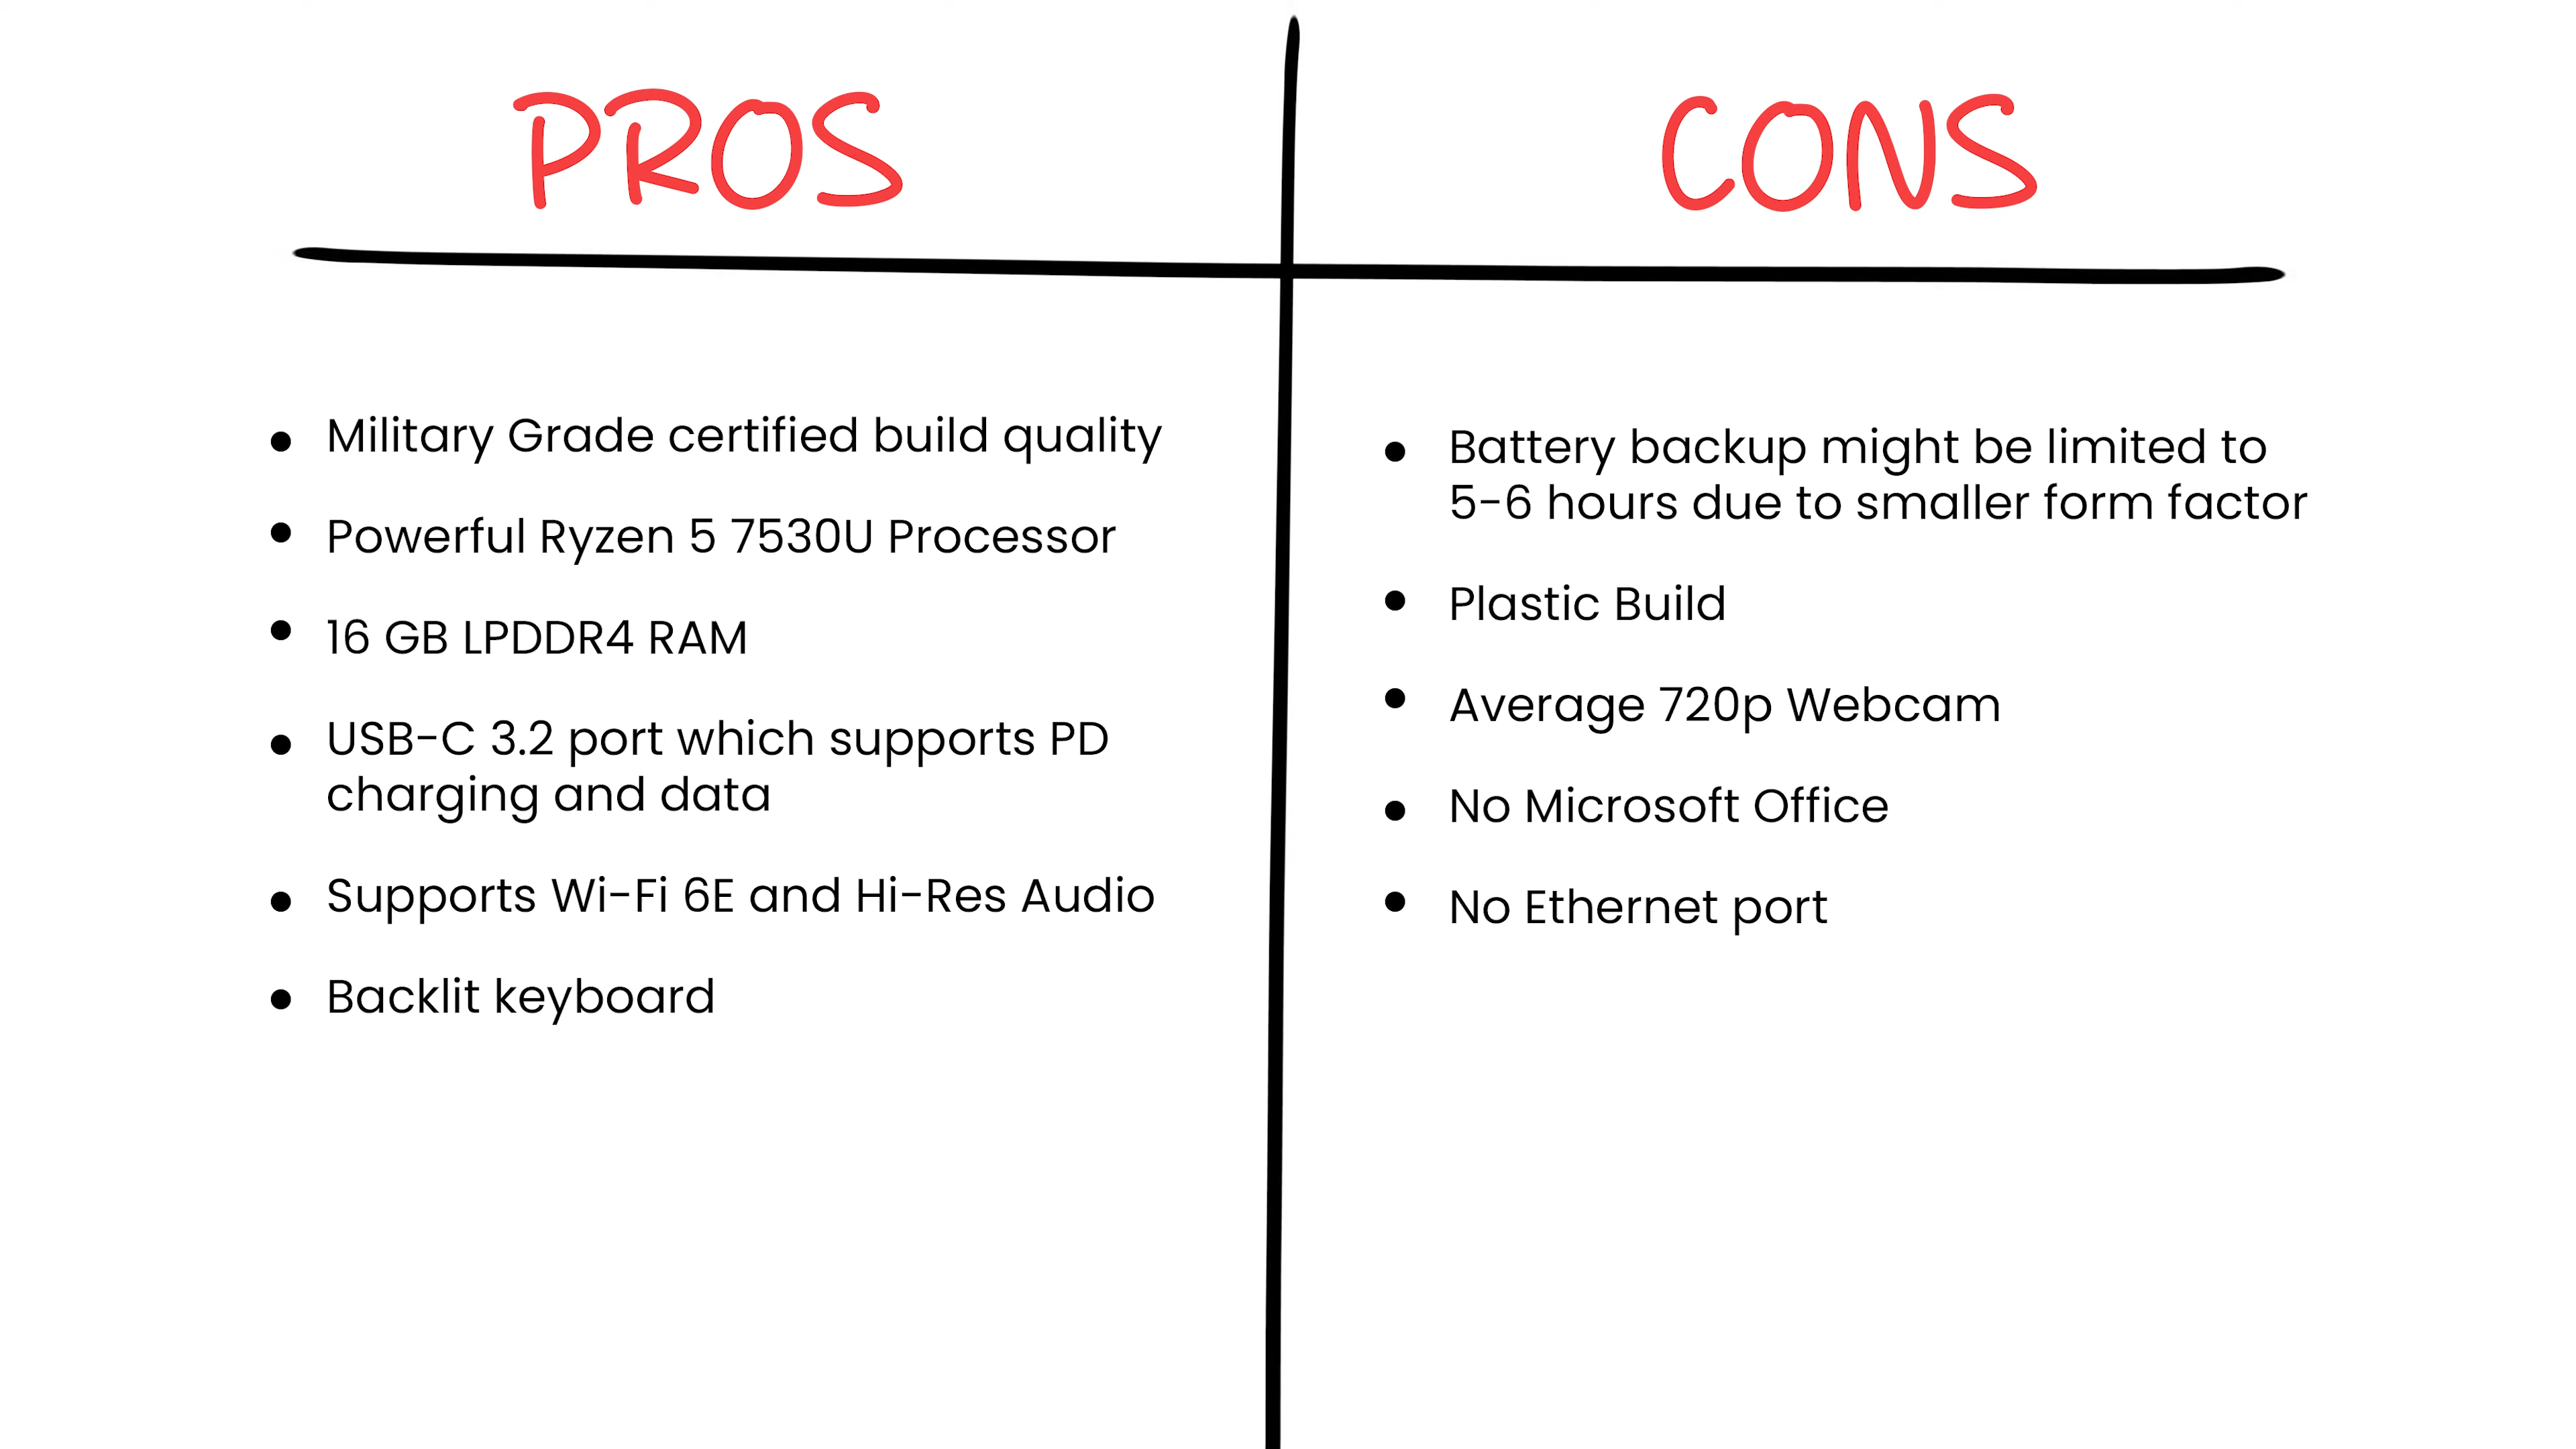 PROS
Military Grade certified build quality
Powerful Ryzen 5 7530U Processor
16 GB LPDDR4 RAM
USB-C 3.2 port which supports PD
charging and data
Supports Wi-Fi 6E and Hi-Res Audio
Backlit keyboard
CONS
Battery backup might be limited to
5-6 hours due to smaller form factor
Plastic Build
Average 720p Webcam
No Microsoft Office
No Ethernet port